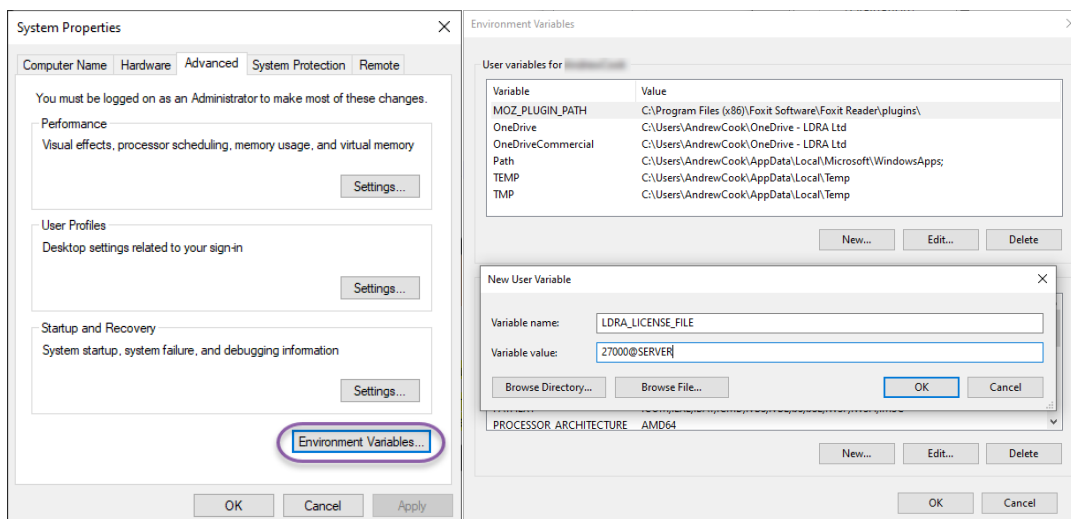 System Properties
Computer Name Hardware Advanced System Protection Remote
You must be logged on as an Administrator to make most of these changes.
Performance
Visual effects, processor scheduling, memory usage, and virtual memory
Settings...
User Profiles
Desktop settings related to your sign-in
Settings...
Startup and Recovery
System startup, system failure, and debugging information
Settings...
Environment Variables...
OK Cancel Apply
Environment Variables
User variables for
Variable Value
MOZ_PLUGIN_PATH C:\Program Files (x86)\Foxit Software\Foxit Reader\plugins\
OneDrive C:\Users\AndrewCook\OneDrive - LDRA Ltd
OneDriveCommercial C:\Users\AndrewCook\OneDrive - LDRA Ltd
Path C:\Users\AndrewCook\AppData\Local\Microsoft\WindowsApps;
TEMP C:\Users\AndrewCook\AppData\Local\Temp
TMP C:\Users\AndrewCook\AppData\Local\Temp
New... Edit... Delete
New User Variable
Variable name: LDRA_LICENSE_FILE
Variable value: 27000@SERVER
Browse Directory... Browse File... OK Cancel
PROCESSOR_ARCHITECTURE AMD64
New... Edit... Delete
OK Cancel